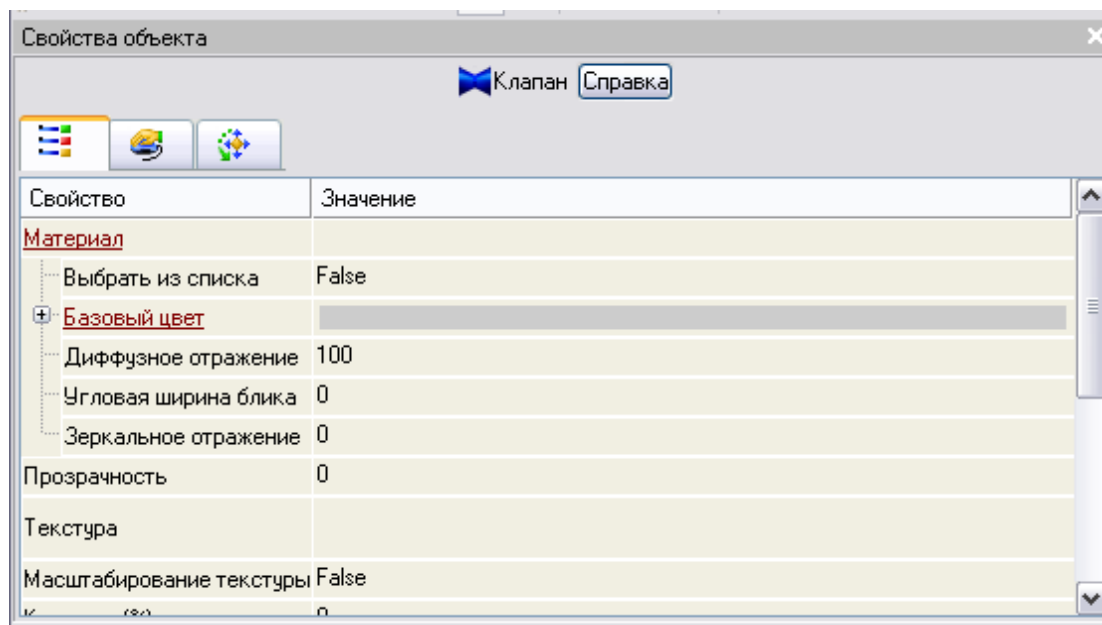 Свойства объекта
Клапан Справка
Свойство Значение
Материал
Выбрать из списка False
Базовый цвет
Диффузное отражение 100
Угловая ширина блика 0
Зеркальное отражение 0
Прозрачность 0
Текстура
Масштабирование текстуры False